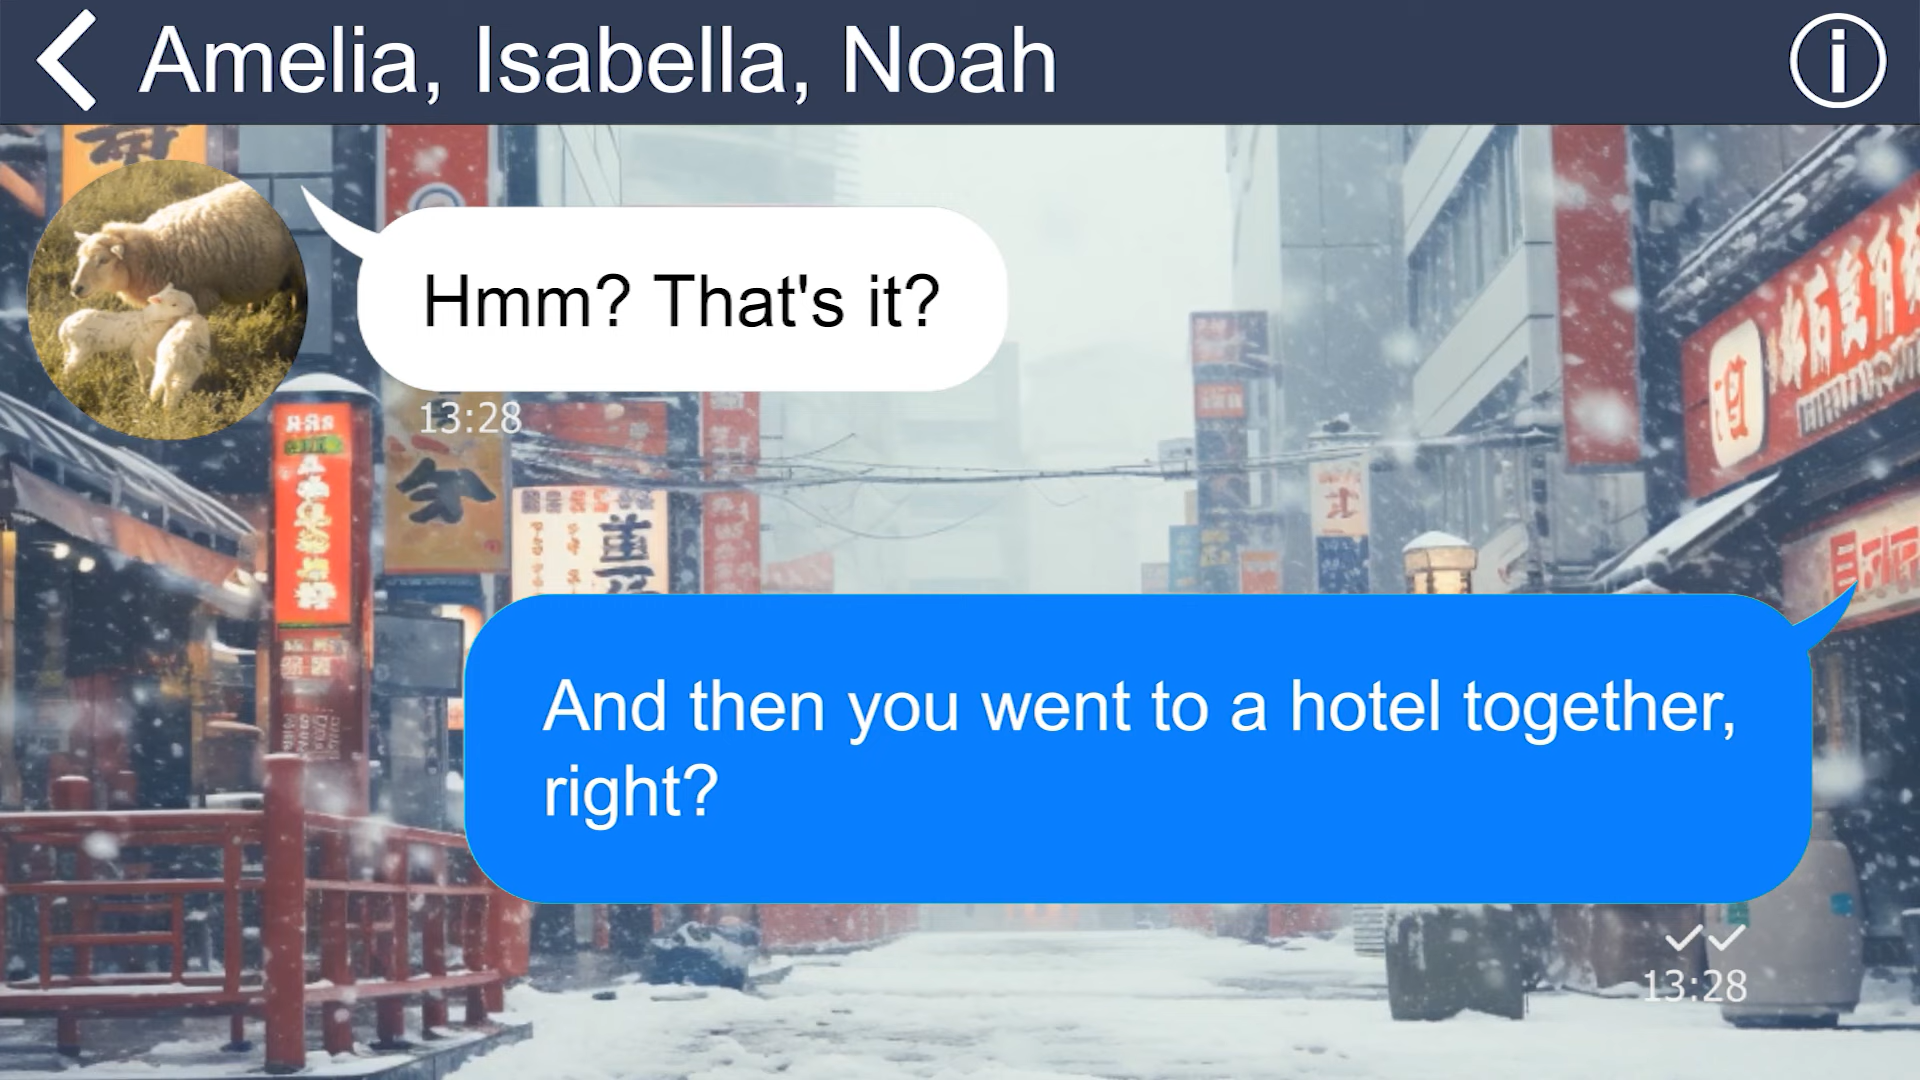 Amelia, Isabella, Noah
Hmm? That's it?
13:28
And then you went to a hotel together,
right?
13:28